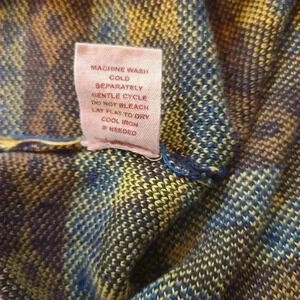 MACHINE WASH
COLD
SEPARATELY
GENTLE CYCLE
DO NOT BLEACH
LAY FLAT TO DRY
COOL IRON
IF NEEDED